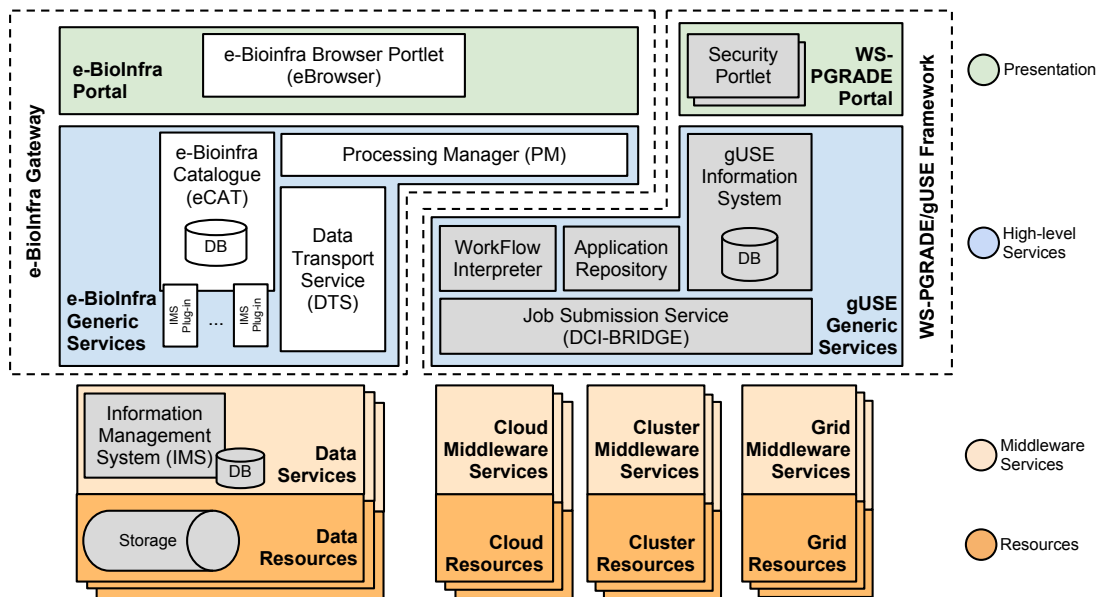 e-BioInfra Gateway
e-BioInfra
Portal
e-Bioinfra Browser Portlet
(eBrowser)
Security
Portlet
WS-
PGRADE
Portal
WS-PGRADE/gUSE Framework
Presentation
e-Bioinfra
Catalogue
(eCAT)
DB
IMS
Plug-in
...
IMS
Plug-in
Processing Manager (PM)
Data
Transport
Service
(DTS)
e-BioInfra
Generic
Services
WorkFlow
Interpreter
Application
Repository
gUSE
Information
System
DB
Job Submission Service
(DCI-BRIDGE)
gUSE
Generic
Services
High-level
Services
Information
Management
System (IMS)
DB
Data
Services
Cloud
Middleware
Services
Cluster
Middleware
Services
Grid
Middleware
Services
Middleware
Services
Storage
Data
Resources
Cloud
Resources
Cluster
Resources
Grid
Resources
Resources